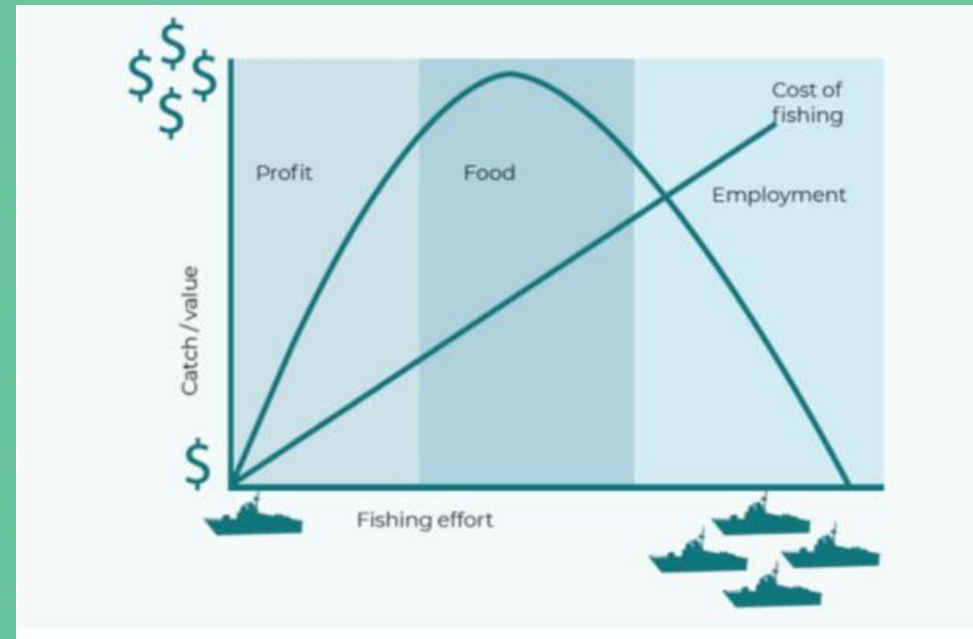 $
$ $
$
Cost of
fishing
Profit
Food
Employment
Catch / value
$
Fishing effort